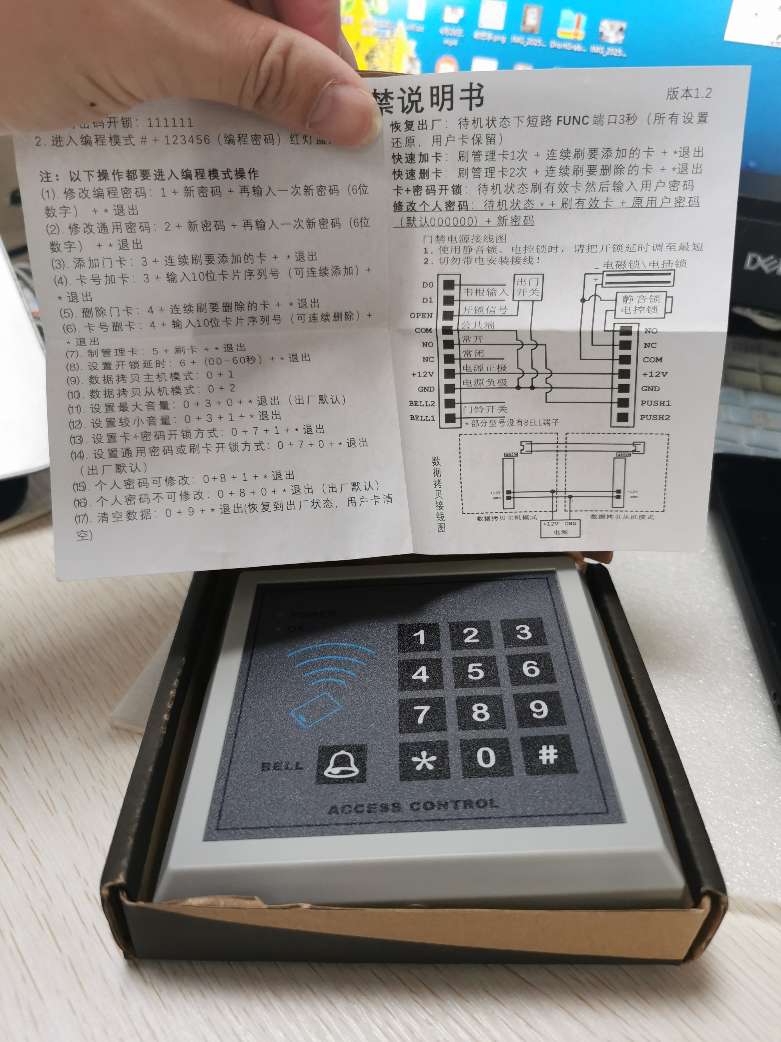 禁说明书
版本1.2
密码开锁：111111
2. 进入编程模式 # + 123456（编程密码）红灯
注：以下操作都要进入编程模式操作
(1). 修改编程密码：1 + 新密码 + 再输入一次新密码（6位
数字） + * 退出
(2). 修改通用密码：2 + 新密码 + 再输入一次新密码（6位
数字） + * 退出
(3). 添加门卡：3 + 连续刷要添加的卡 + * 退出
(4). 卡号加卡：3 + 输入10位卡片序列号（可连续添加）+
* 退出
(5). 删除门卡：4 + 连续刷要删除的卡 + * 退出
(6). 卡号删卡：4 + 输入10位卡片序列号（可连续删除）+
* 退出
(7). 制管理卡：5 + 刷卡 + * 退出
(8). 设置开锁延时：6 + （00-60秒）+ * 退出
(9). 数据拷贝主机模式：0 + 1
(10). 数据拷贝从机模式：0 + 2
(11). 设置最大音量：0 + 3 + 0 + * 退出（出厂默认）
(12). 设置较小音量：0 + 3 + 1 + * 退出
(13). 设置卡+密码开锁方式：0 + 7 + 1 + * 退出
(14). 设置通用密码或刷卡开锁方式：0 + 7 + 0 + * 退出
（出厂默认）
(15). 个人密码可修改：0 + 8 + 1 + * 退出
(16). 个人密码不可修改：0 + 8 + 0 + * 退出（出厂默认）
(17). 清空数据：0 + 9 + * 退出(恢复到出厂状态，用户卡清
空)
恢复出厂：待机状态下短路 FUNC 端口3秒（所有设置
还原，用户卡保留）
快速加卡：刷管理卡1次 + 连续刷要添加的卡 + *退出
快速删卡：刷管理卡2次 + 连续刷要删除的卡 + *退出
卡+密码开锁：待机状态刷有效卡然后输入用户密码
修改个人密码：待机状态 * + 刷有效卡 + 原用户密码
（默认000000) + 新密码
门禁电源接线图
1. 使用静音锁、电控锁时，请把开锁延时调至最短
2. 切勿带电安装接线！
- 电磁锁\电插锁
+
D0
D1
OPEN
COM
NO
NC
+12V
GND
BELL2
BELL1
韦根输入
开锁信号
公共端
常开
常闭
电源正极
电源负极
门铃开关
出门
开关
静音锁
电控锁
NO
NC
COM
+12V
GND
PUSH1
PUSH2
*部分型号没有BELL端子
数据拷贝接线图
数据拷贝主机模式
数据拷贝从机模式
+12V GND
电源
DELL
POWER
1 2 3
4 5 6
7 8 9
* 0 #
BELL
ACCESS CONTROL